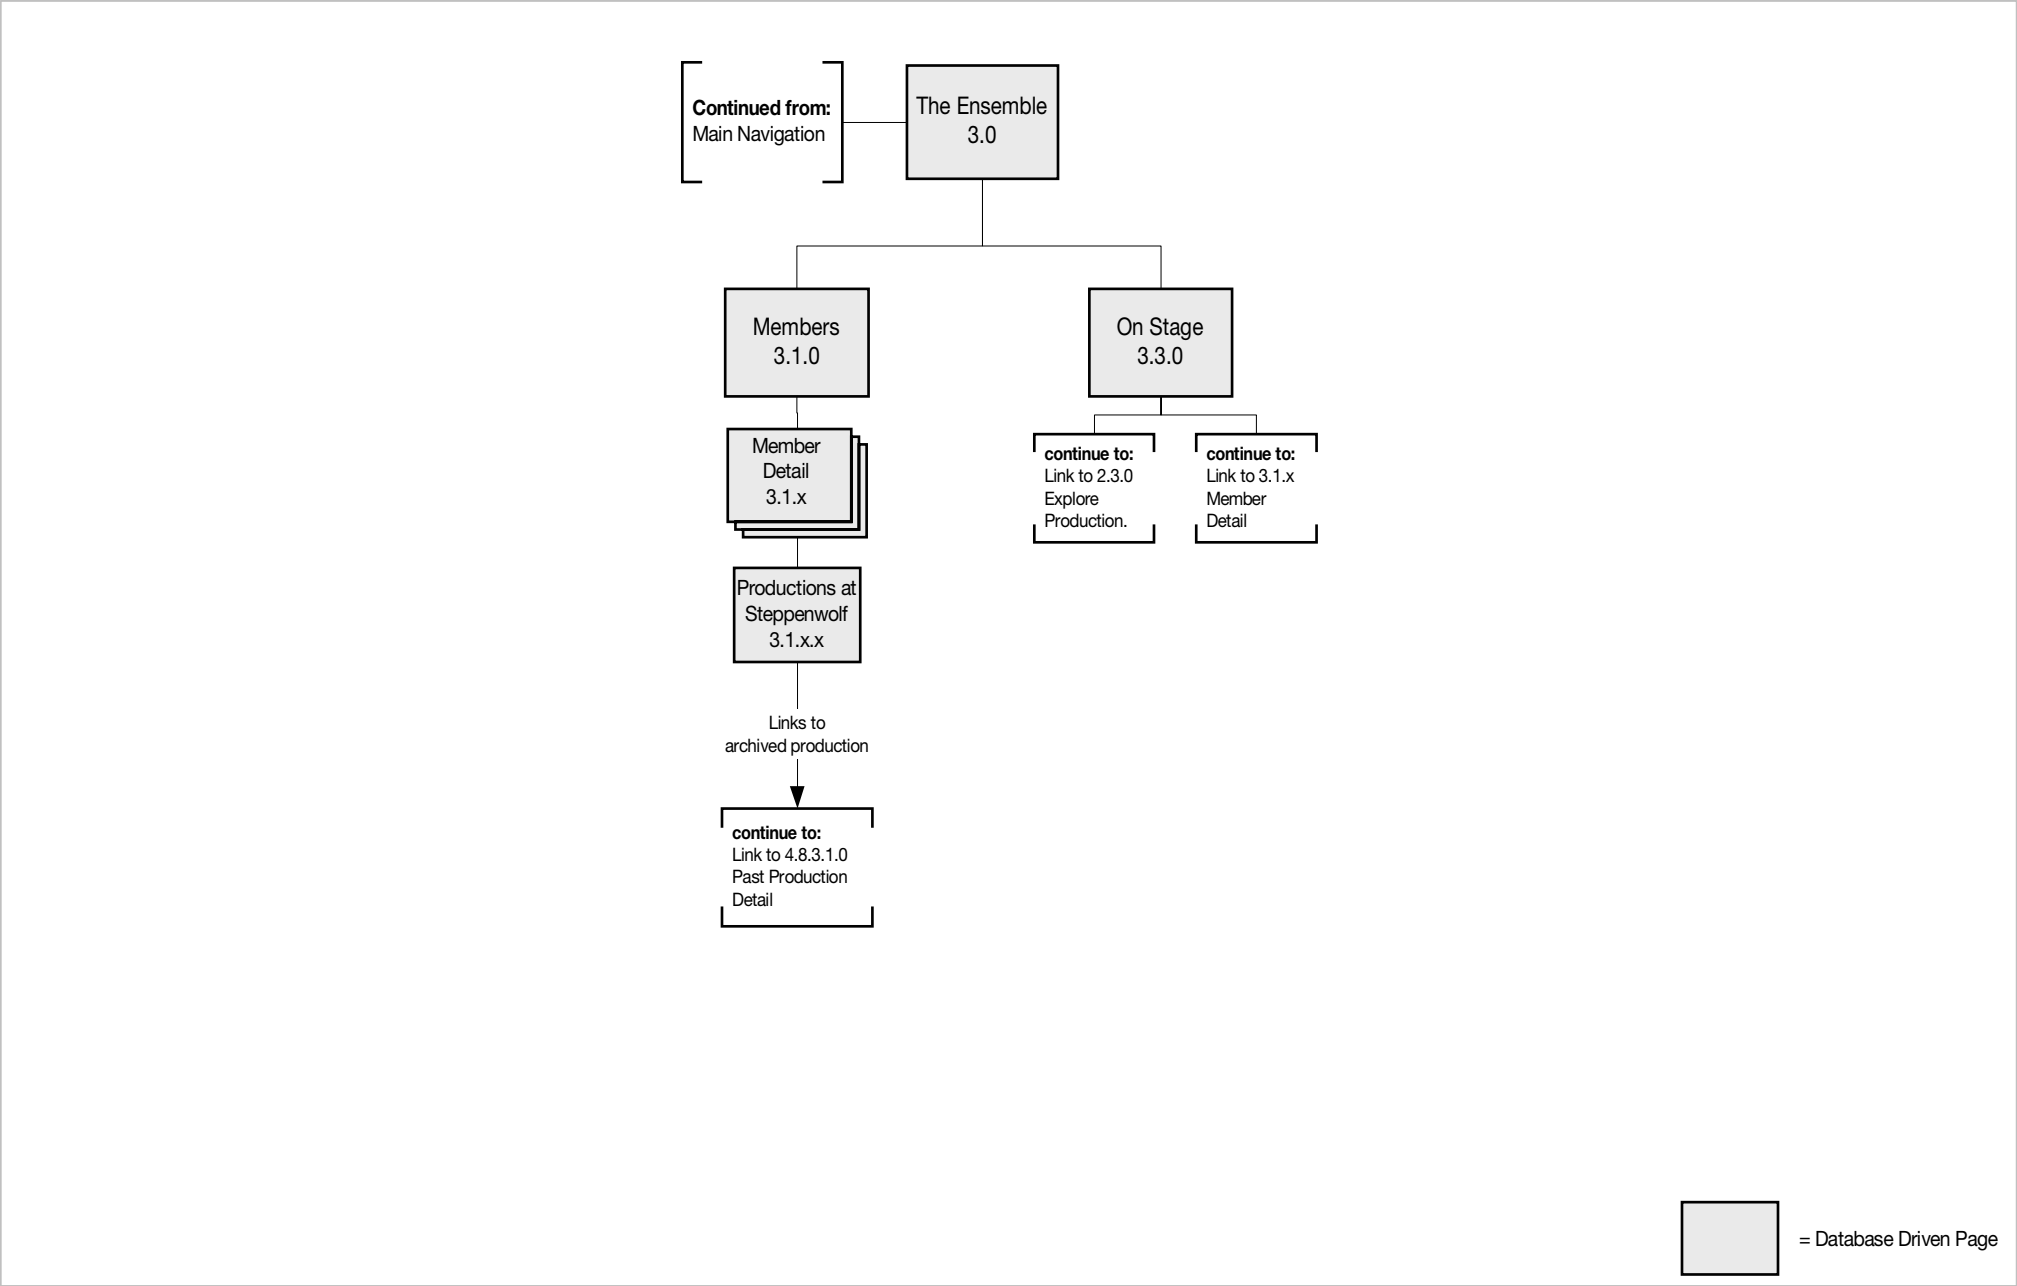 Continued from:
Main Navigation
The Ensemble
3.0
Members
3.1.0
On Stage
3.3.0
Member
Detail
3.1.x
continue to:
Link to 2.3.0
Explore
Production.
continue to:
Link to 3.1.x
Member
Detail
Productions at
Steppenwolf
3.1.x.x
Links to
archived production
continue to:
Link to 4.8.3.1.0
Past Production
Detail
= Database Driven Page